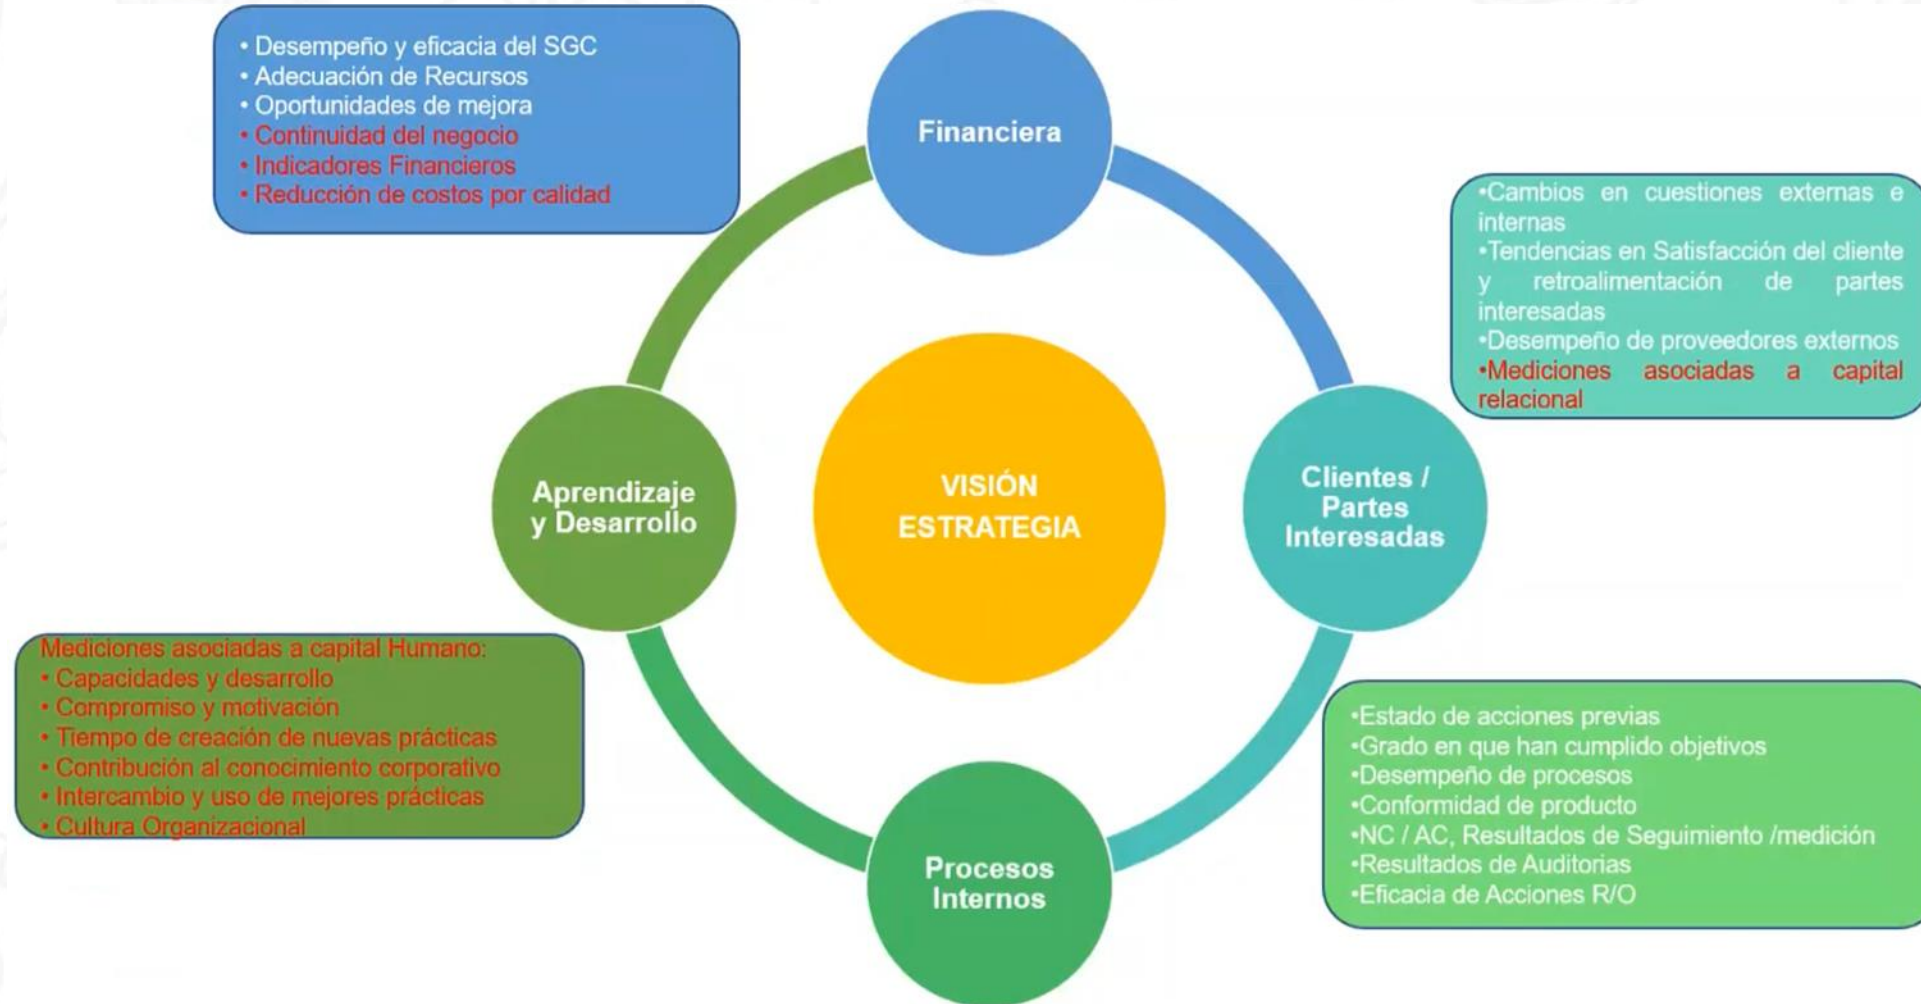 • Desempeño y eficacia del SGC
• Adecuación de Recursos
• Oportunidades de mejora
• Continuidad del negocio
• Indicadores Financieros
• Reducción de costos por calidad
Financiera
•Cambios en cuestiones externas e
internas
•Tendencias en Satisfacción del cliente
y retroalimentación de partes
interesadas
•Desempeño de proveedores externos
•Mediciones asociadas a capital
relacional
Aprendizaje
y Desarrollo
VISIÓN
ESTRATEGIA
Clientes /
Partes
Interesadas
Mediciones asociadas a capital Humano:
• Capacidades y desarrollo
• Compromiso y motivación
• Tiempo de creación de nuevas prácticas
• Contribución al conocimiento corporativo
• Intercambio y uso de mejores prácticas
• Cultura Organizacional
Procesos
Internos
•Estado de acciones previas
•Grado en que han cumplido objetivos
•Desempeño de procesos
•Conformidad de producto
•NC / AC, Resultados de Seguimiento /medición
•Resultados de Auditorias
•Eficacia de Acciones R/O